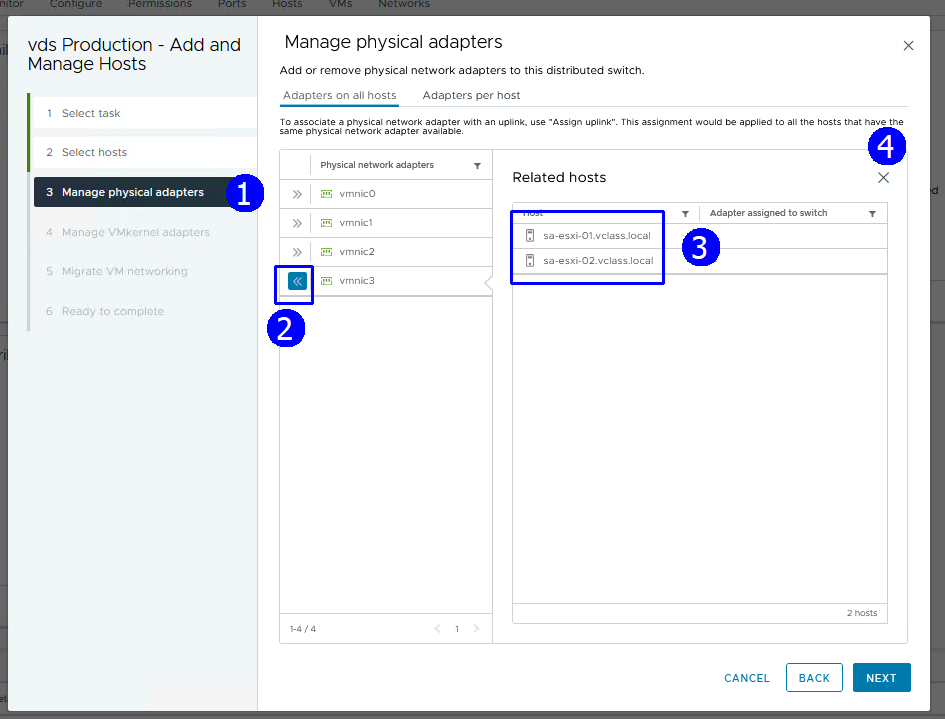 nitor Configure Permissions Ports Hosts VMs Networks
vds Production - Add and
Manage Hosts
1 Select task
2 Select hosts
3 Manage physical adapters
1
4 Manage VMkernel adapters
5 Migrate VM networking
6 Ready to complete
Manage physical adapters
Add or remove physical network adapters to this distributed switch.
Adapters on all hosts Adapters per host
To associate a physical network adapter with an uplink, use "Assign uplink". This assignment would be applied to all the hosts that have the
same physical network adapter available.
4
Physical network adapters
vmnic0
vmnic1
vmnic2
vmnic3
2
1-4 / 4
1
Related hosts
Host Adapter assigned to switch
sa-esxi-01.vclass.local
sa-esxi-02.vclass.local
3
2 hosts
CANCEL BACK NEXT